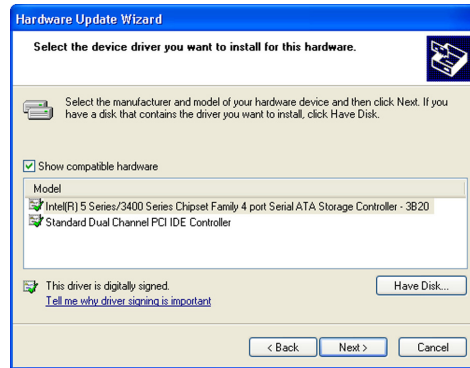 Hardware Update Wizard
Select the device driver you want to install for this hardware.
Select the manufacturer and model of your hardware device and then click Next. If you
have a disk that contains the driver you want to install, click Have Disk.
Show compatible hardware
Model
Intel(R) 5 Series/3400 Series Chipset Family 4 port Serial ATA Storage Controller - 3B20
Standard Dual Channel PCI IDE Controller
This driver is digitally signed.
Have Disk...
Tell me why driver signing is important
< Back
Next >
Cancel